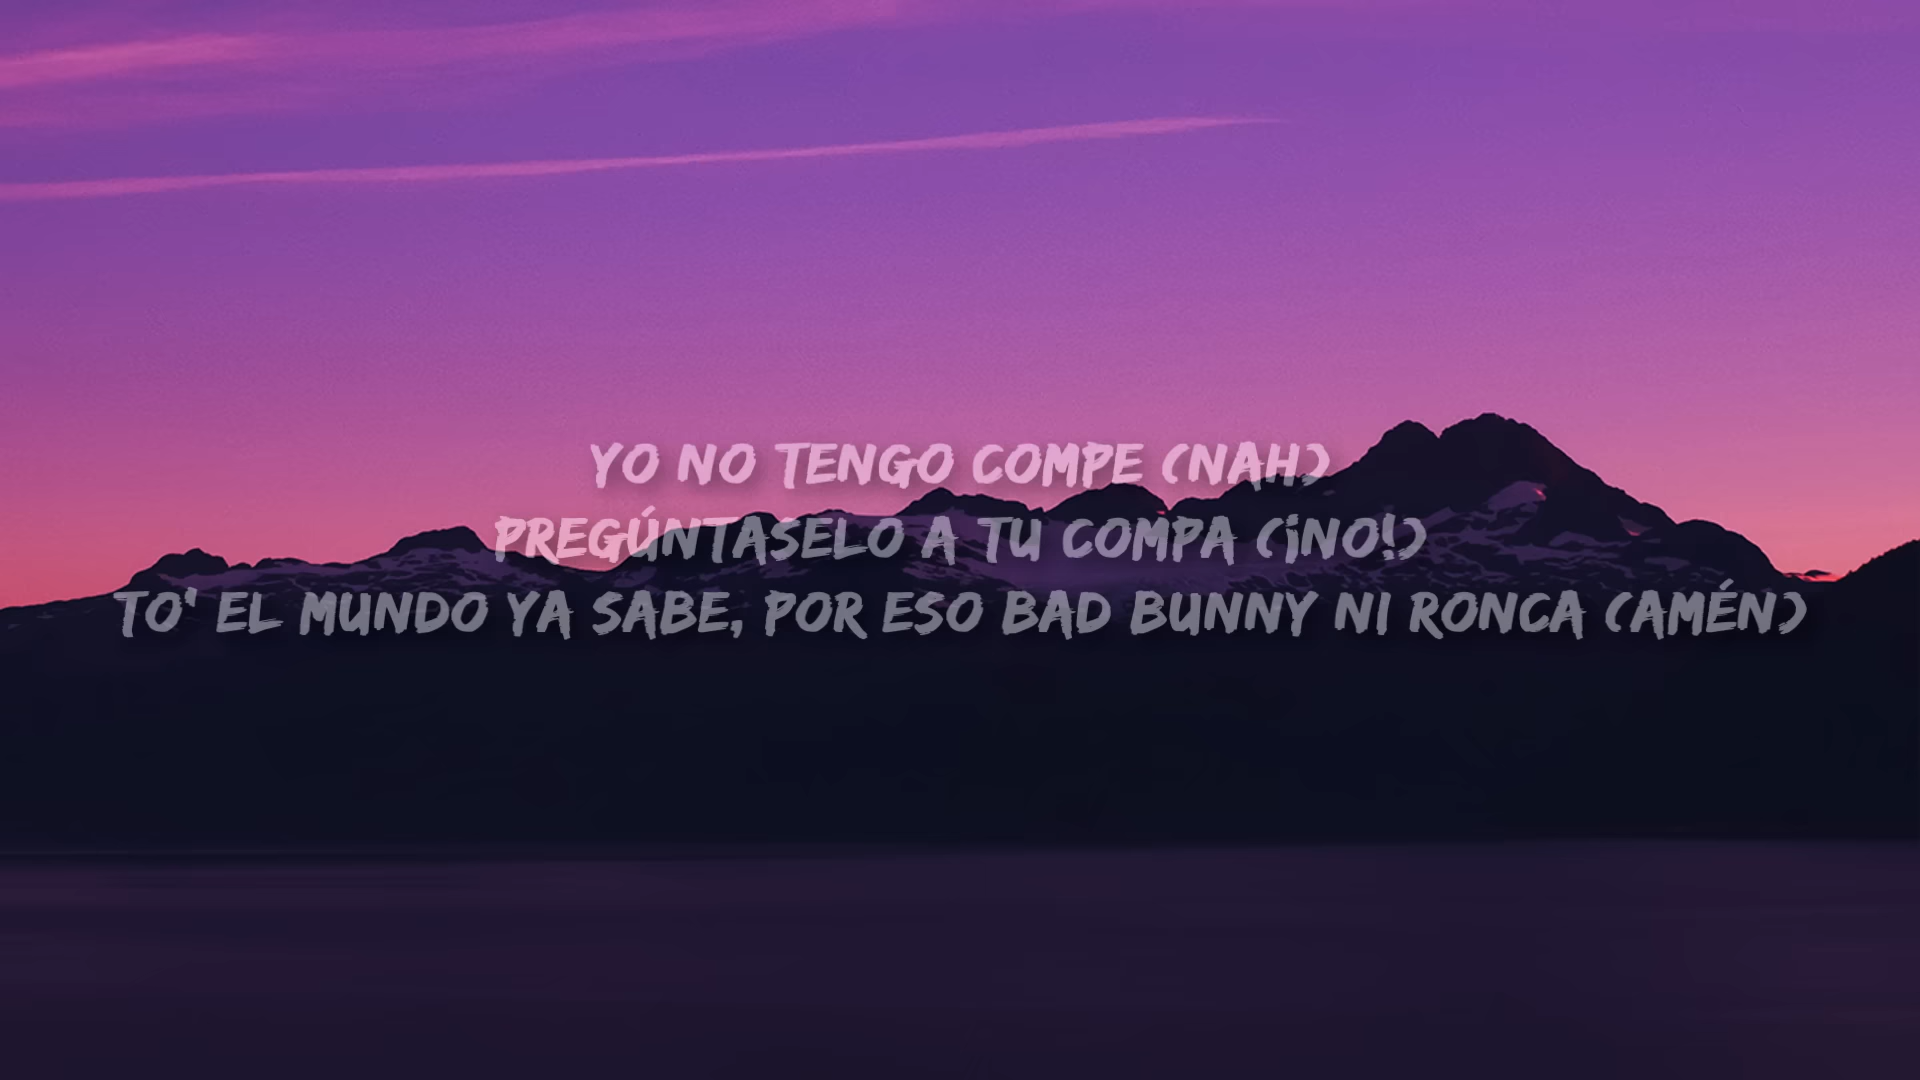 YO NO TENGO COMPE (NAH)
PREGÚNTASELO A TU COMPA (¡NO!)
TO' EL MUNDO YA SABE, POR ESO BAD BUNNY NI RONCA (AMÉN)